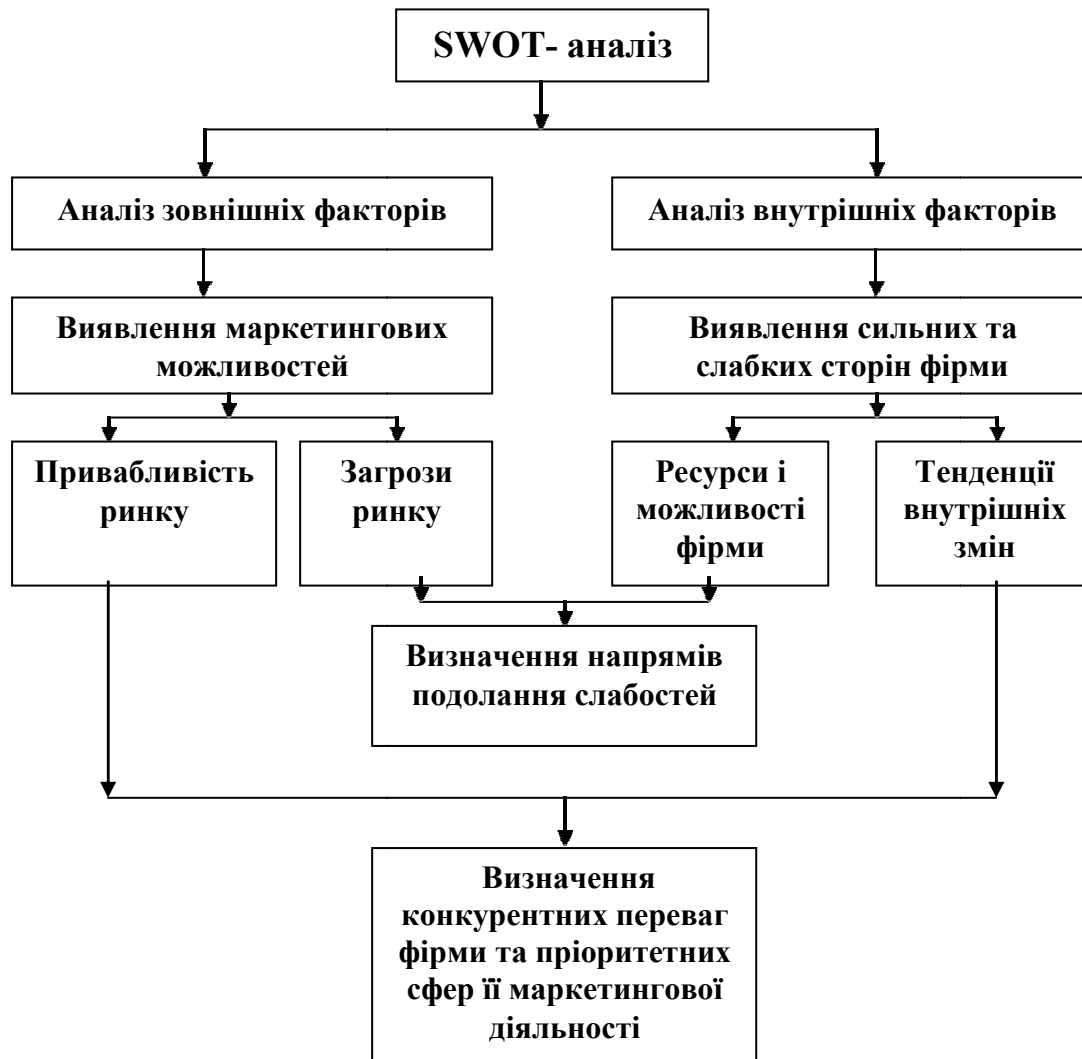 SWOT- аналіз
Аналіз зовнішніх факторів
Аналіз внутрішніх факторів
Виявлення маркетингових
можливостей
Виявлення сильних та
слабких сторін фірми
Привабливість
ринку
Загрози
ринку
Ресурси і
можливості
фірми
Тенденції
внутрішніх
змін
Визначення напрямів
подолання слабостей
Визначення
конкурентних переваг
фірми та пріоритетних
сфер її маркетингової
діяльності